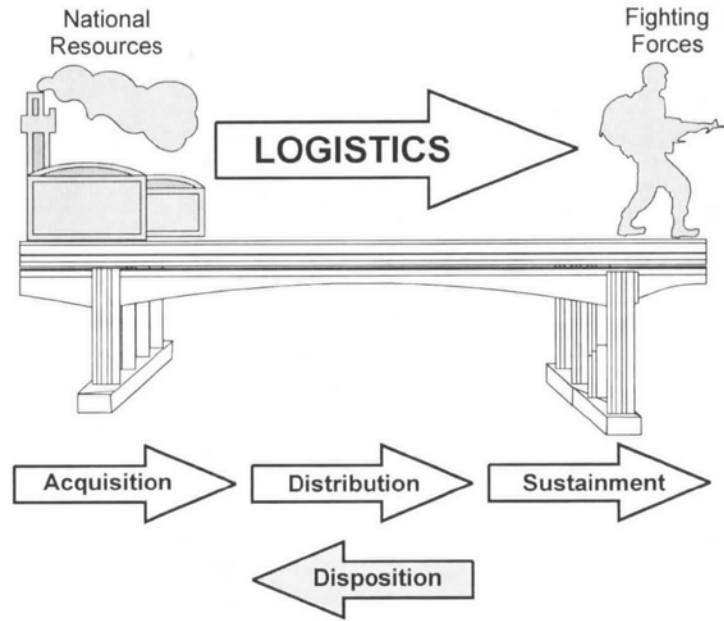 National
Resources
Fighting
Forces
LOGISTICS
Acquisition
Distribution
Sustainment
Disposition